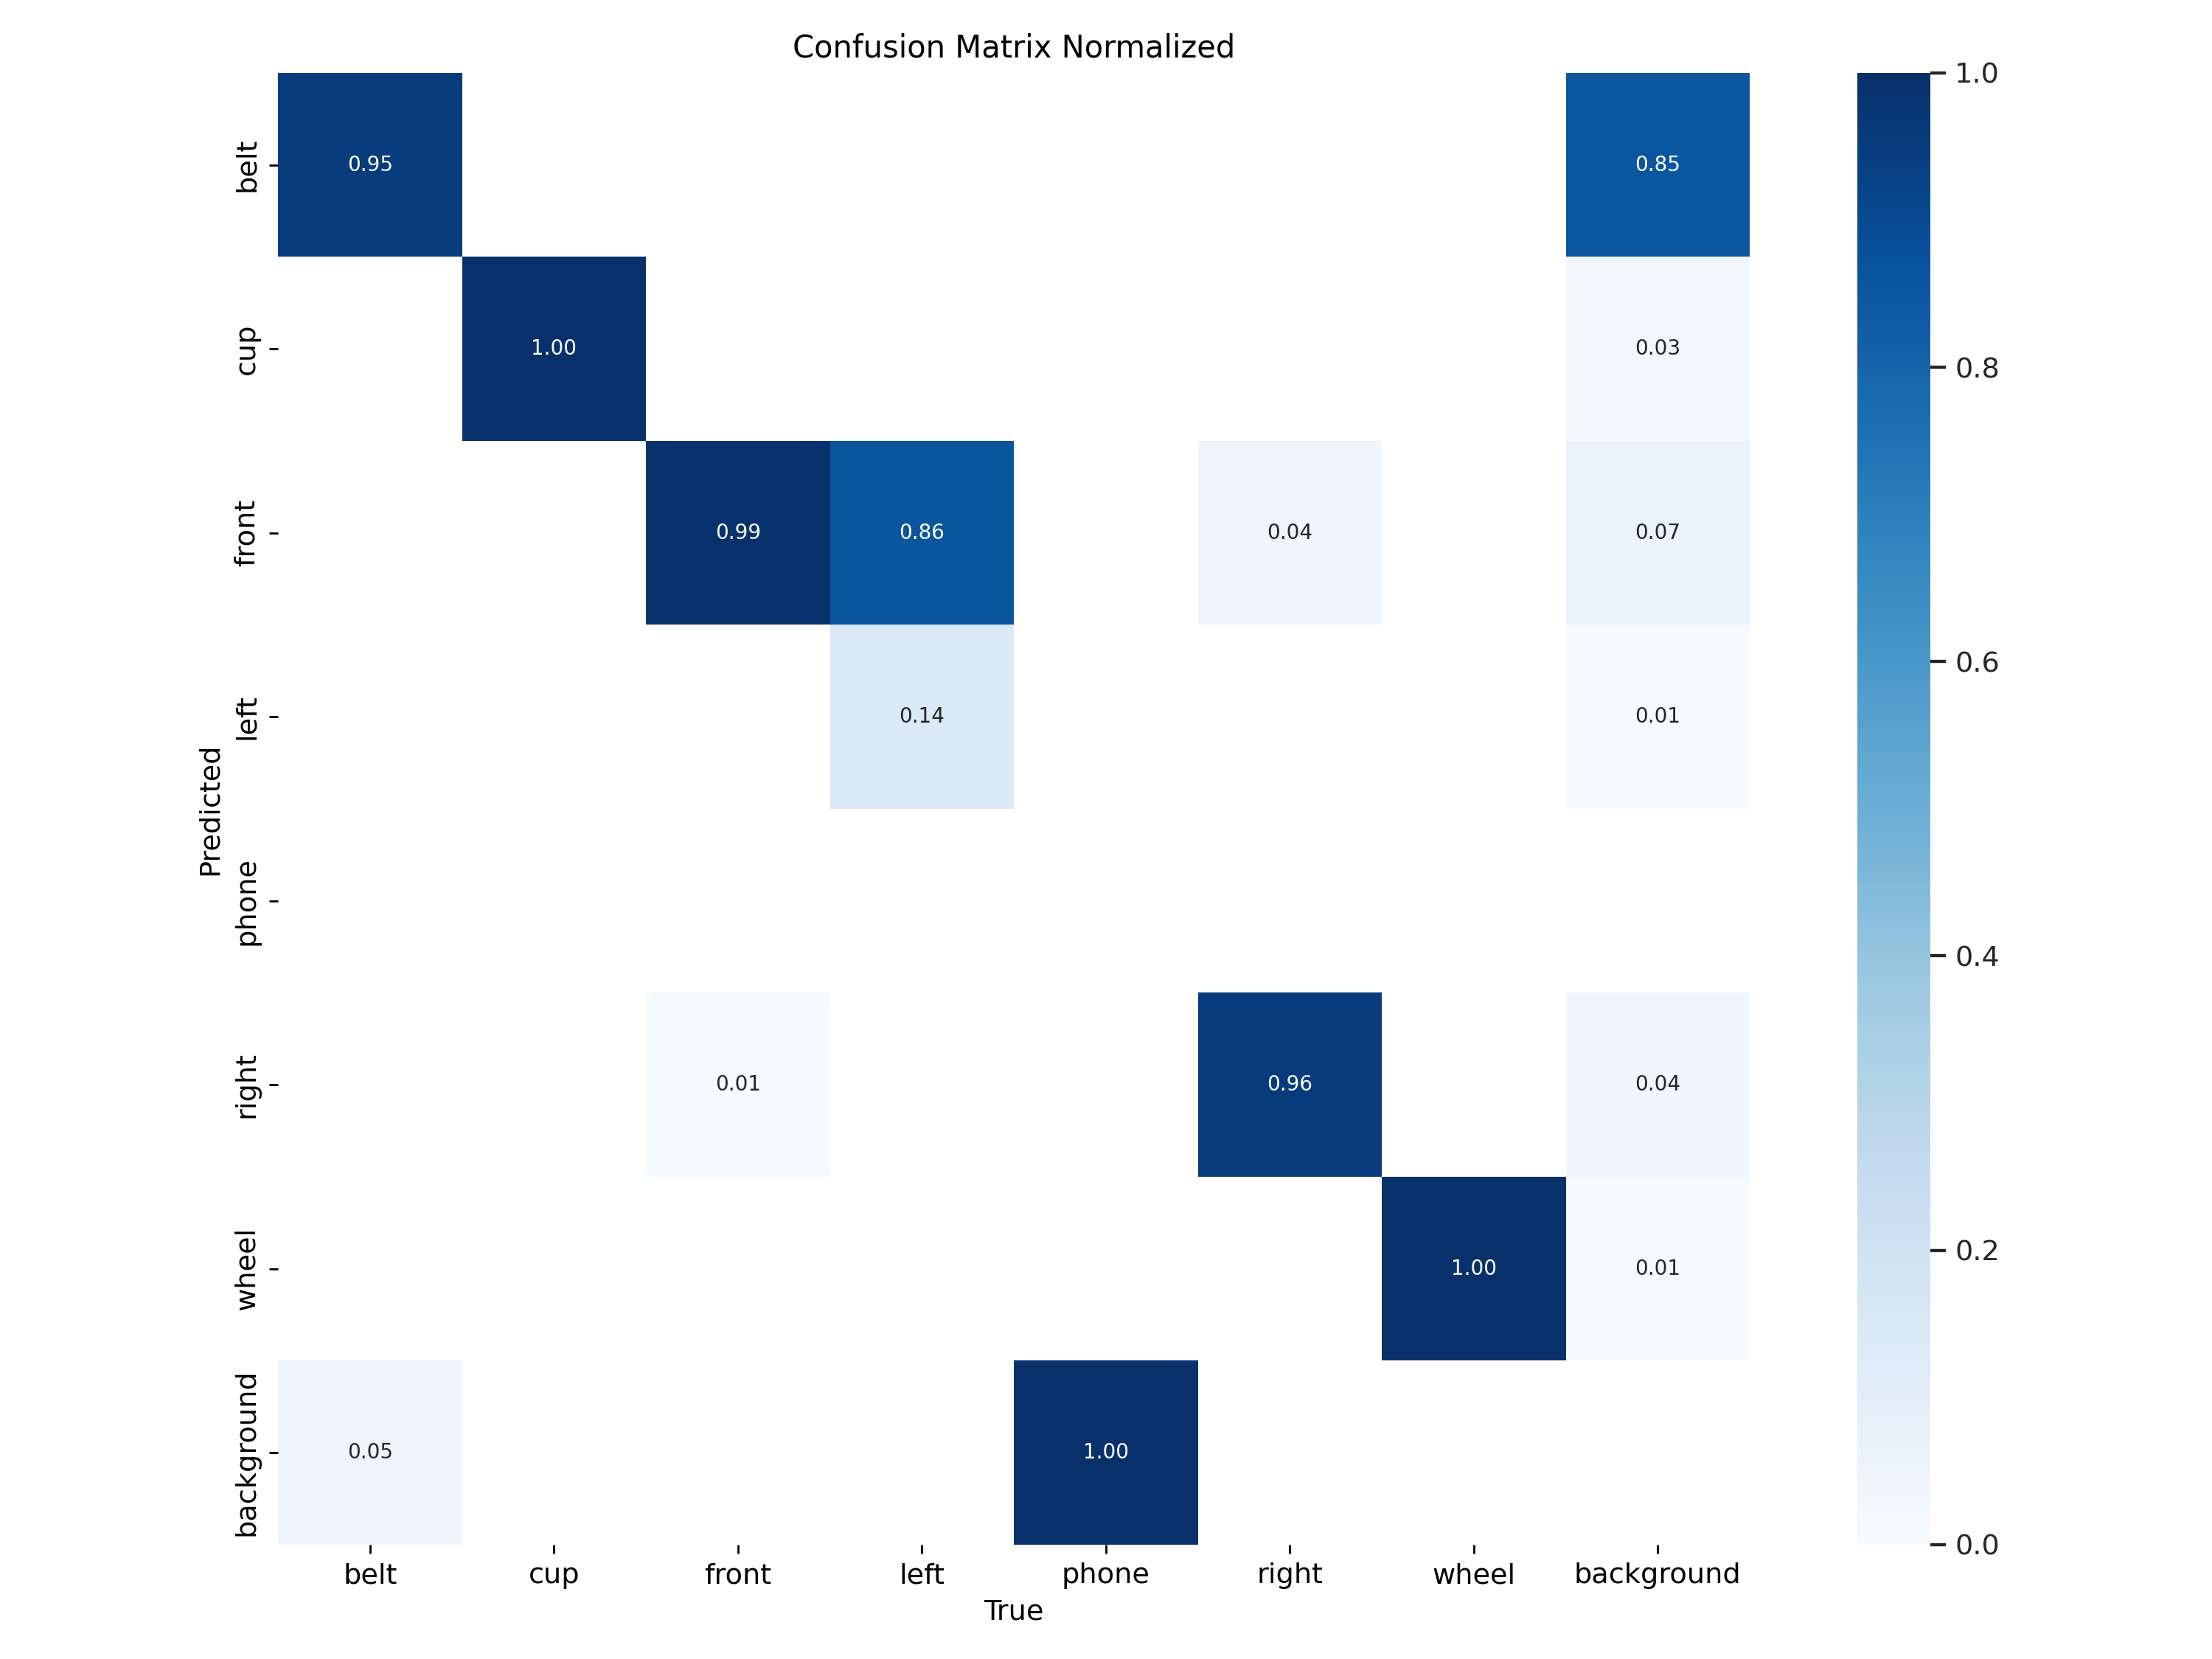 Confusion Matrix Normalized
belt
0.95
0.85
1.0
cup
1.00
0.03
0.8
front
0.99
0.86
0.04
0.07
0.6
left
0.14
0.01
Predicted
phone
0.4
right
0.01
0.96
0.04
wheel
1.00
0.01
0.2
background
0.05
1.00
0.0
belt cup front left phone right wheel background
True